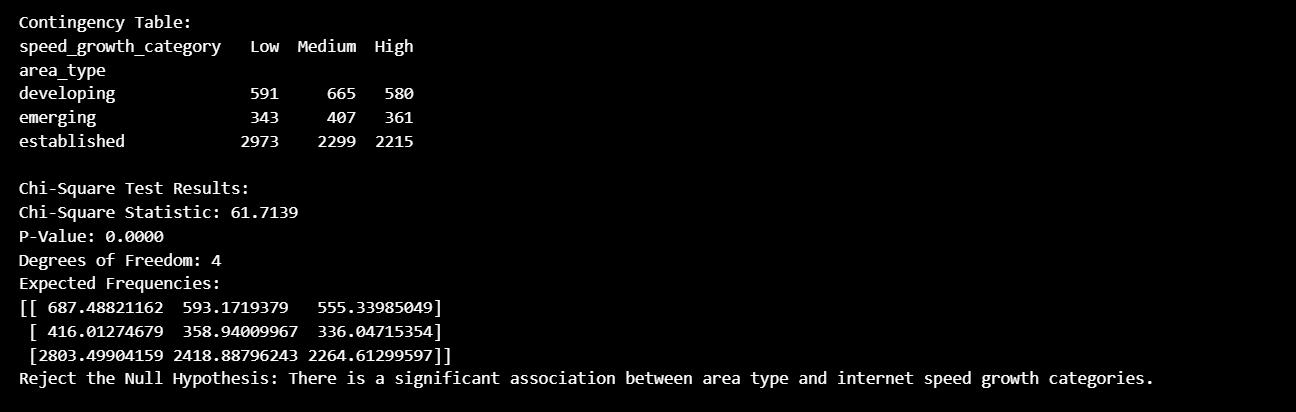 Contingency Table:
speed_growth_category   Low  Medium  High
area_type
developing              591     665   580
emerging                343     407   361
established            2973    2299  2215
Chi-Square Test Results:
Chi-Square Statistic: 61.7139
P-Value: 0.0000
Degrees of Freedom: 4
Expected Frequencies:
[[ 687.48821162  593.1719379   555.33985049]
 [ 416.01274679  358.94009967  336.04715354]
 [2803.49904159 2418.88796243 2264.61299597]]
Reject the Null Hypothesis: There is a significant association between area type and internet speed growth categories.